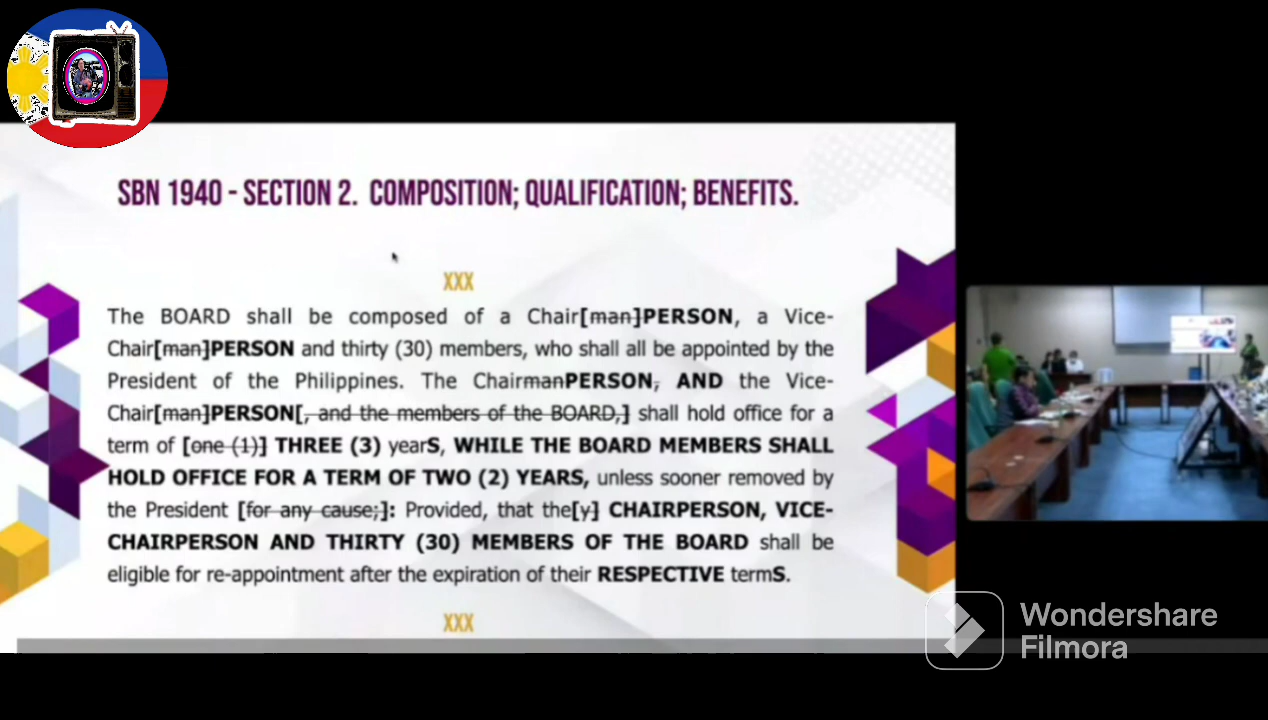 SBN 1940 - SECTION 2. COMPOSITION; QUALIFICATION; BENEFITS.
XXX
The BOARD shall be composed of a Chair[man]PERSON, a Vice-
Chair[man]PERSON and thirty (30) members, who shall all be appointed by the
President of the Philippines. The ChairmanPERSON, AND the Vice-
Chair[man]PERSON[, and the members of the BOARD,] shall hold office for a
term of [one (1)] THREE (3) yearS, WHILE THE BOARD MEMBERS SHALL
HOLD OFFICE FOR A TERM OF TWO (2) YEARS, unless sooner removed by
the President [for any cause;]: Provided, that the[y] CHAIRPERSON, VICE-
CHAIRPERSON AND THIRTY (30) MEMBERS OF THE BOARD shall be
eligible for re-appointment after the expiration of their RESPECTIVE termS.
XXX
Wondershare
Filmora